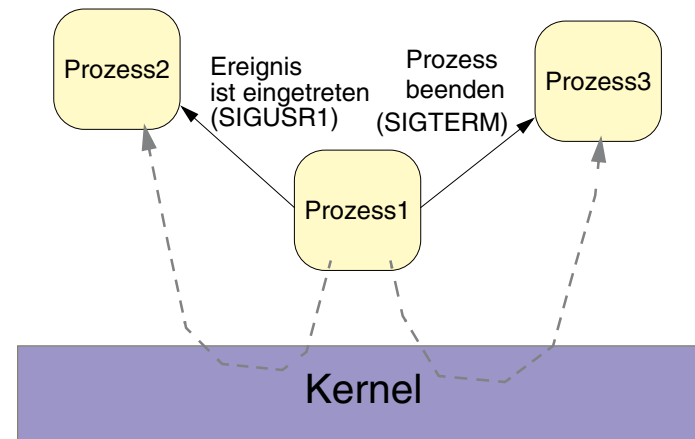 Prozess2
Ereignis
ist eingetreten
(SIGUSR1)
Prozess
beenden
(SIGTERM)
Prozess3
Prozess1
Kernel